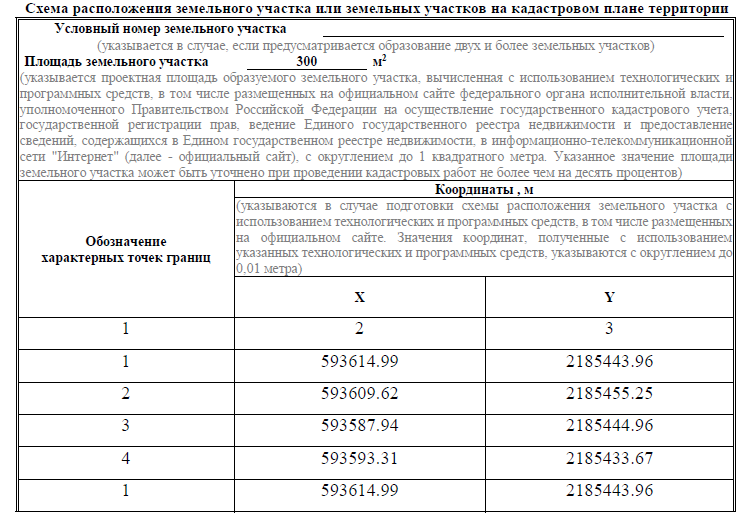 Схема расположения земельного участка или земельных участков на кадастровом плане территории
Условный номер земельного участка
(указывается в случае, если предусматривается образование двух и более земельных участков)
Площадь земельного участка 300 м²
(указывается проектная площадь образуемого земельного участка, вычисленная с использованием технологических и
программных средств, в том числе размещенных на официальном сайте федерального органа исполнительной власти,
уполномоченного Правительством Российской Федерации на осуществление государственного кадастрового учета,
государственной регистрации прав, ведение Единого государственного реестра недвижимости и предоставление
сведений, содержащихся в Едином государственном реестре недвижимости, в информационно-телекоммуникационной
сети "Интернет" (далее - официальный сайт), с округлением до 1 квадратного метра. Указанное значение площади
земельного участка может быть уточнено при проведении кадастровых работ не более чем на десять процентов)
Обозначение
характерных точек границ
Координаты , м
(указываются в случае подготовки схемы расположения земельного участка с
использованием технологических и программных средств, в том числе размещенных
на официальном сайте. Значения координат, полученные с использованием
указанных технологических и программных средств, указываются с округлением до
0,01 метра)
X Y
1 2 3
1 593614.99 2185443.96
2 593609.62 2185455.25
3 593587.94 2185444.96
4 593593.31 2185433.67
1 593614.99 2185443.96